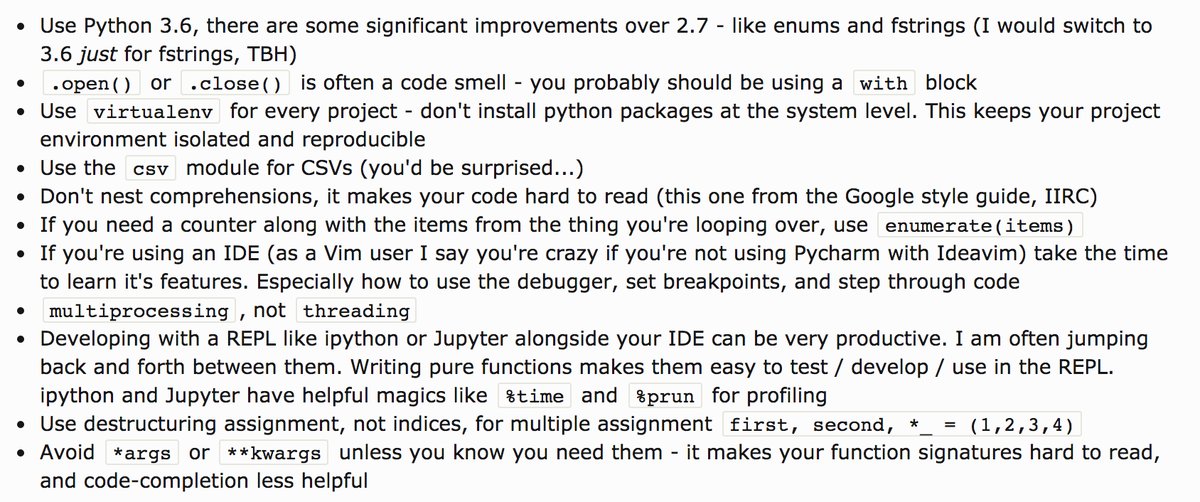 • Use Python 3.6, there are some significant improvements over 2.7 - like enums and fstrings (I would switch to
3.6 just for fstrings, TBH)
• .open() or .close() is often a code smell - you probably should be using a with block
• Use virtualenv for every project - don't install python packages at the system level. This keeps your project
environment isolated and reproducible
• Use the csv module for CSVs (you'd be surprised...)
• Don't nest comprehensions, it makes your code hard to read (this one from the Google style guide, IIRC)
• If you need a counter along with the items from the thing you're looping over, use enumerate(items)
• If you're using an IDE (as a Vim user I say you're crazy if you're not using Pycharm with Ideavim) take the time
to learn it's features. Especially how to use the debugger, set breakpoints, and step through code
• multiprocessing, not threading
• Developing with a REPL like ipython or Jupyter alongside your IDE can be very productive. I am often jumping
back and forth between them. Writing pure functions makes them easy to test / develop / use in the REPL.
ipython and Jupyter have helpful magics like %time and %prun for profiling
• Use destructuring assignment, not indices, for multiple assignment first, second, *_ = (1,2,3,4)
• Avoid *args or **kwargs unless you know you need them - it makes your function signatures hard to read,
and code-completion less helpful